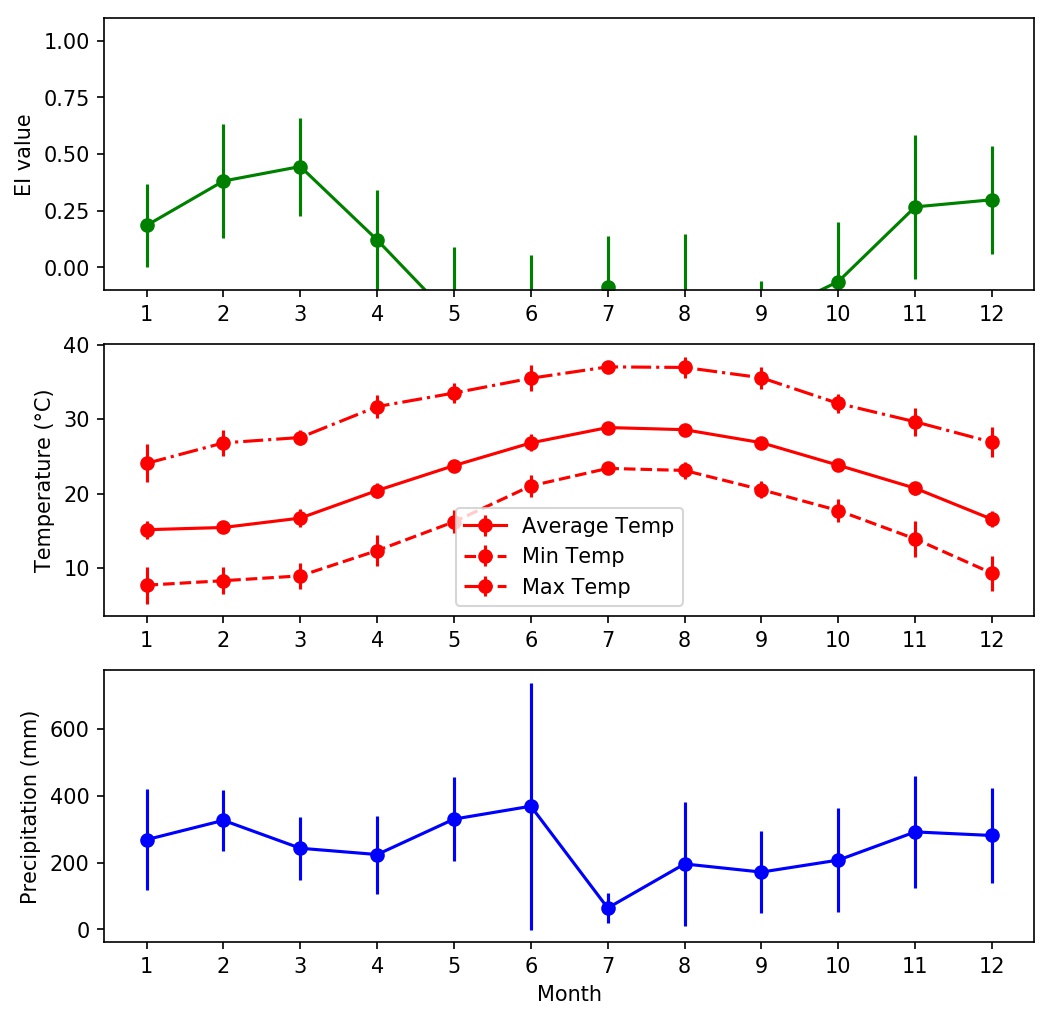 EI value
1.00
0.75
0.50
0.25
0.00
1 2 3 4 5 6 7 8 9 10 11 12
Temperature (°C)
40
30
20
10
Average Temp
Min Temp
Max Temp
1 2 3 4 5 6 7 8 9 10 11 12
Precipitation (mm)
600
400
200
0
1 2 3 4 5 6 7 8 9 10 11 12
Month